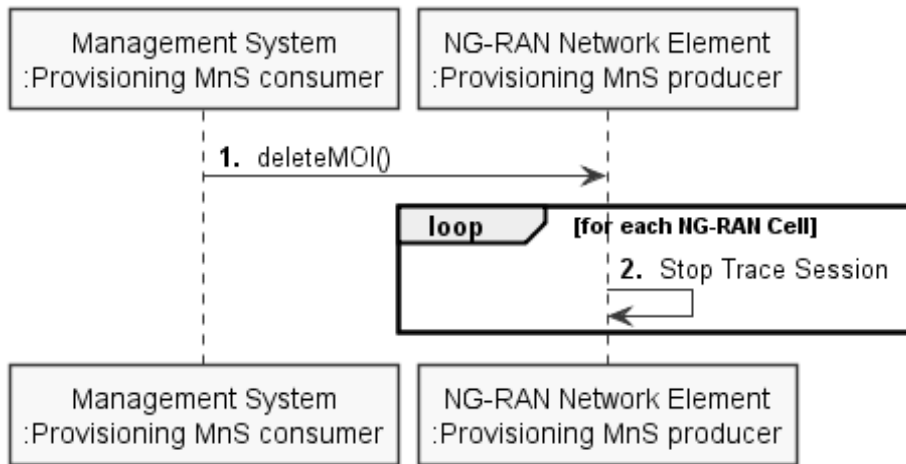 Management System
:Provisioning MnS consumer
NG-RAN Network Element
:Provisioning MnS producer
1. deleteMOI()
loop [for each NG-RAN Cell]
2. Stop Trace Session
Management System
:Provisioning MnS consumer
NG-RAN Network Element
:Provisioning MnS producer